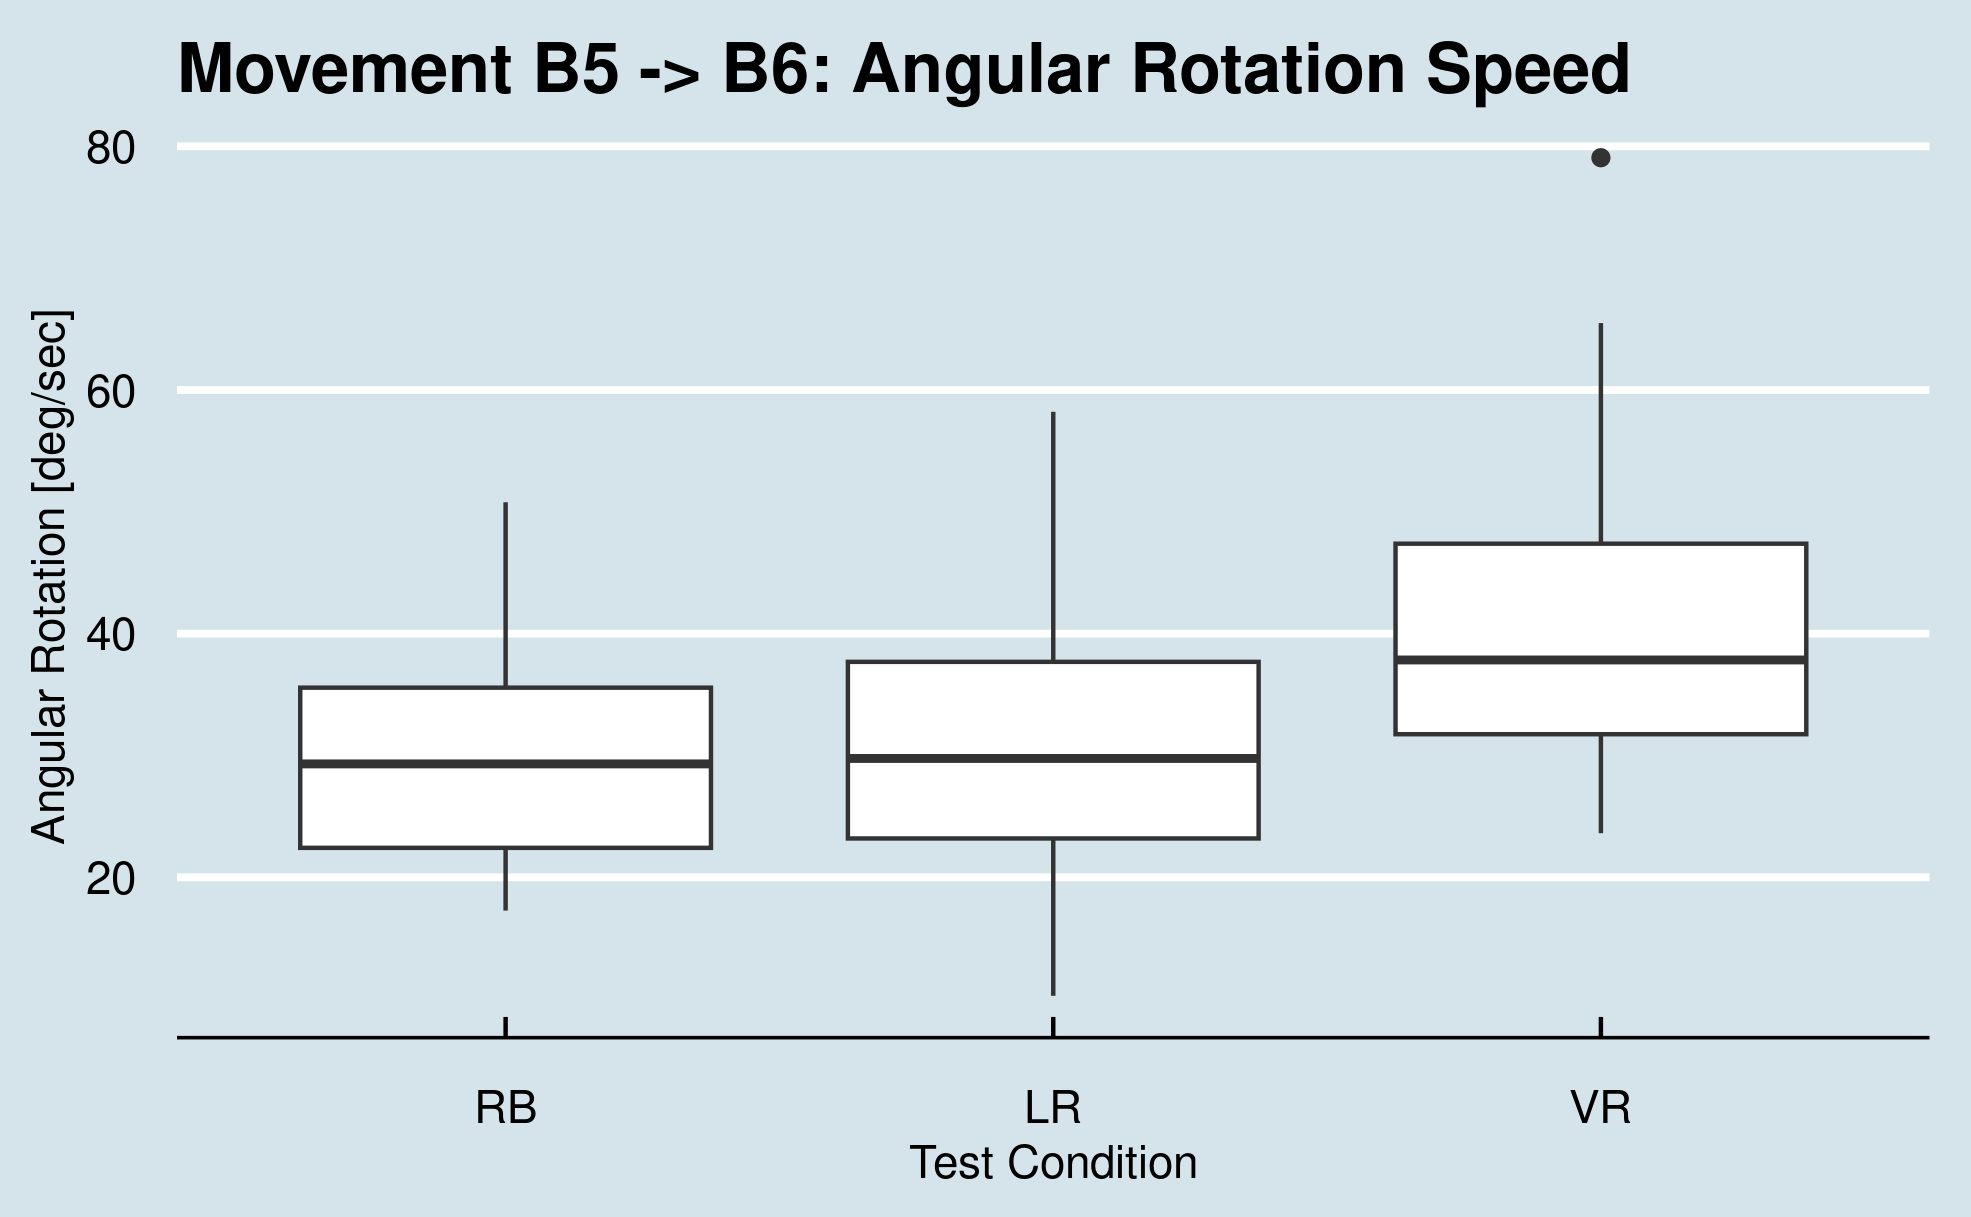 Movement B5 -> B6: Angular Rotation Speed
Angular Rotation [deg/sec]
80
60
40
20
RB
LR
VR
Test Condition